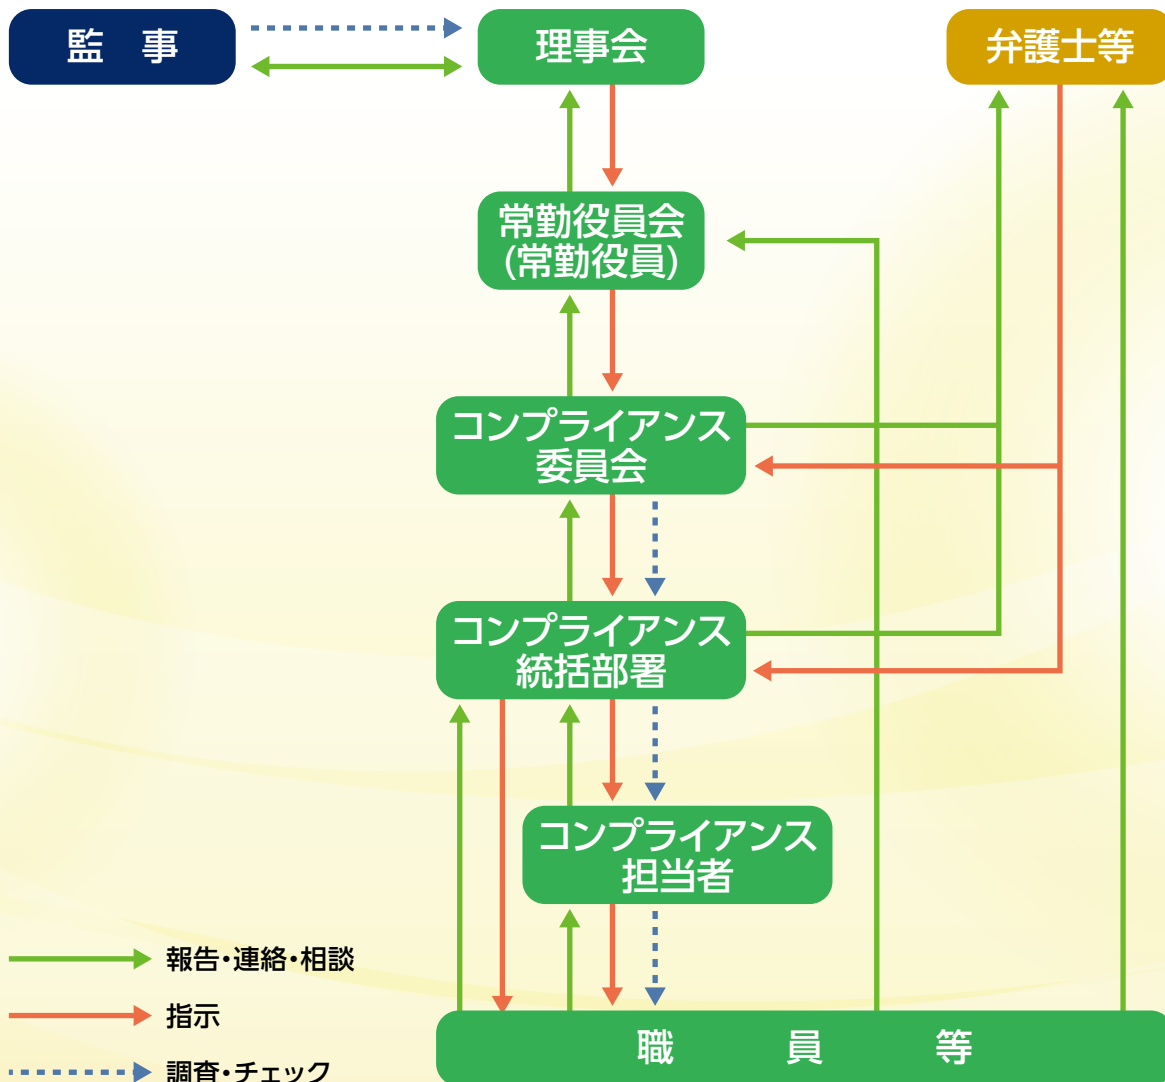 監　事
理事会
弁護士等
常勤役員会
(常勤役員)
コンプライアンス
委員会
コンプライアンス
統括部署
コンプライアンス
担当者
報告・連絡・相談
指示
調査・チェック
職　員　等